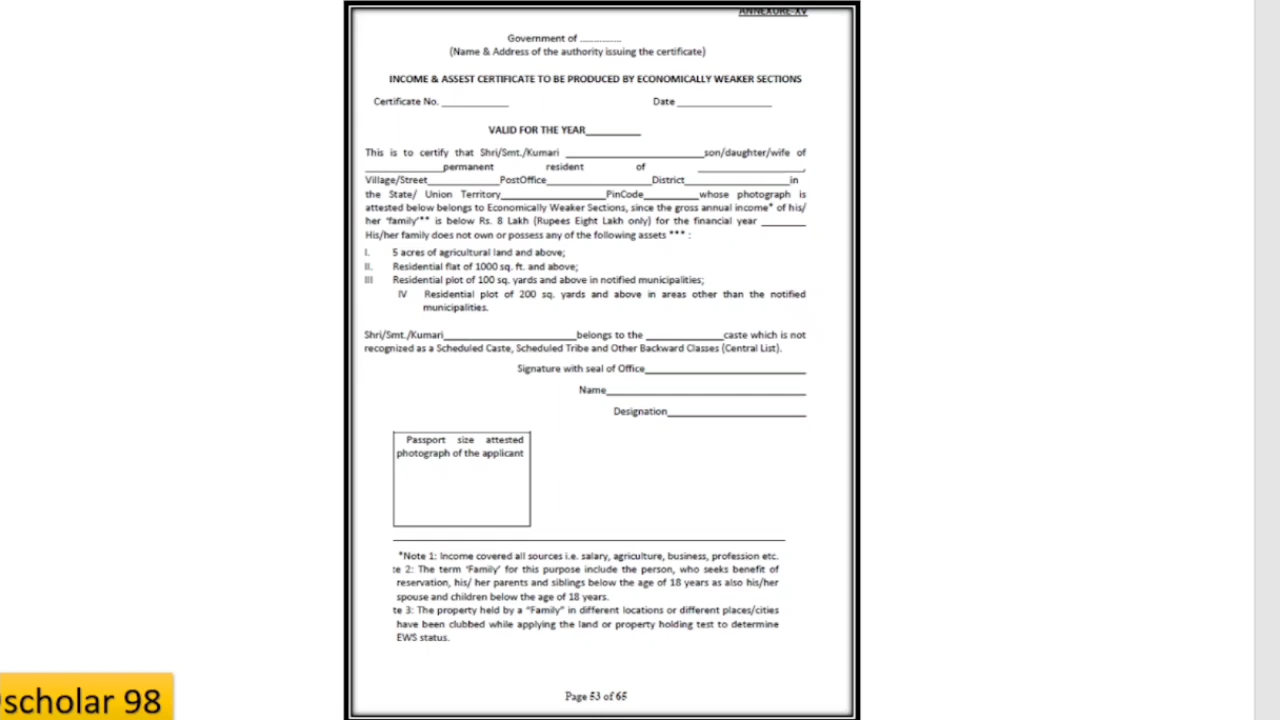 ANNEXURE-XV
Government of ...............
(Name & Address of the authority issuing the certificate)
INCOME & ASSEST CERTIFICATE TO BE PRODUCED BY ECONOMICALLY WEAKER SECTIONS
Certificate No. ____________ Date _________________
VALID FOR THE YEAR__________
This is to certify that Shri/Smt./Kumari _________________________son/daughter/wife of
______________permanent resident of ___________________,
Village/Street_____________PostOffice___________________District___________________in
the State/ Union Territory___________________PinCode__________whose photograph is
attested below belongs to Economically Weaker Sections, since the gross annual income* of his/
her 'family'** is below Rs. 8 Lakh (Rupees Eight Lakh only) for the financial year ________
His/her family does not own or possess any of the following assets *** :
I. 5 acres of agricultural land and above;
II. Residential flat of 1000 sq. ft. and above;
III Residential plot of 100 sq. yards and above in notified municipalities;
IV Residential plot of 200 sq. yards and above in areas other than the notified
municipalities.
Shri/Smt./Kumari________________________belongs to the ______________caste which is not
recognized as a Scheduled Caste, Scheduled Tribe and Other Backward Classes (Central List).
Signature with seal of Office_____________________________
Name____________________________________
Designation_________________________
Passport size attested
photograph of the applicant
*Note 1: Income covered all sources i.e. salary, agriculture, business, profession etc.
te 2: The term 'Family' for this purpose include the person, who seeks benefit of
reservation, his/ her parents and siblings below the age of 18 years as also his/her
spouse and children below the age of 18 years.
te 3: The property held by a "Family" in different locations or different places/cities
have been clubbed while applying the land or property holding test to determine
EWS status.
Page 53 of 65
scholar 98